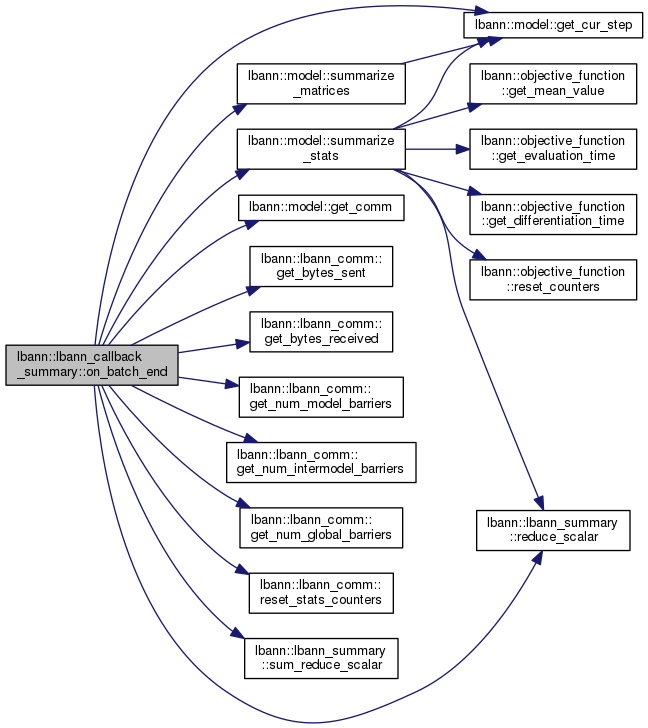 lbann::model::get_cur_step
lbann::model::summarize
_matrices
lbann::objective_function
::get_mean_value
lbann::model::summarize
_stats
lbann::objective_function
::get_evaluation_time
lbann::model::get_comm
lbann::objective_function
::get_differentiation_time
lbann::lbann_comm::
get_bytes_sent
lbann::objective_function
::reset_counters
lbann::lbann_comm::
get_bytes_received
lbann::lbann_callback
_summary::on_batch_end
lbann::lbann_comm::
get_num_model_barriers
lbann::lbann_comm::
get_num_intermodel_barriers
lbann::lbann_comm::
get_num_global_barriers
lbann::lbann_summary
::reduce_scalar
lbann::lbann_comm::
reset_stats_counters
lbann::lbann_summary
::sum_reduce_scalar